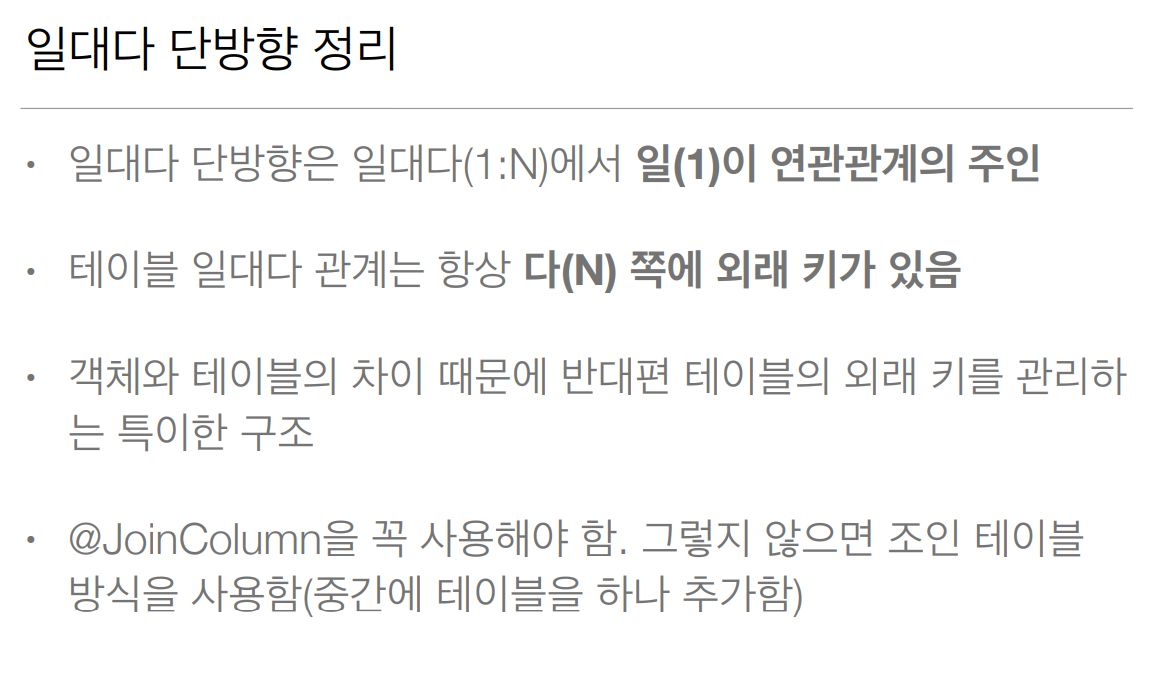 일대다 단방향 정리
• 일대다 단방향은 일대다(1:N)에서 일(1)이 연관관계의 주인
• 테이블 일대다 관계는 항상 다(N) 쪽에 외래 키가 있음
• 객체와 테이블의 차이 때문에 반대편 테이블의 외래 키를 관리하
는 특이한 구조
• @JoinColumn을 꼭 사용해야 함. 그렇지 않으면 조인 테이블
방식을 사용함(중간에 테이블을 하나 추가함)